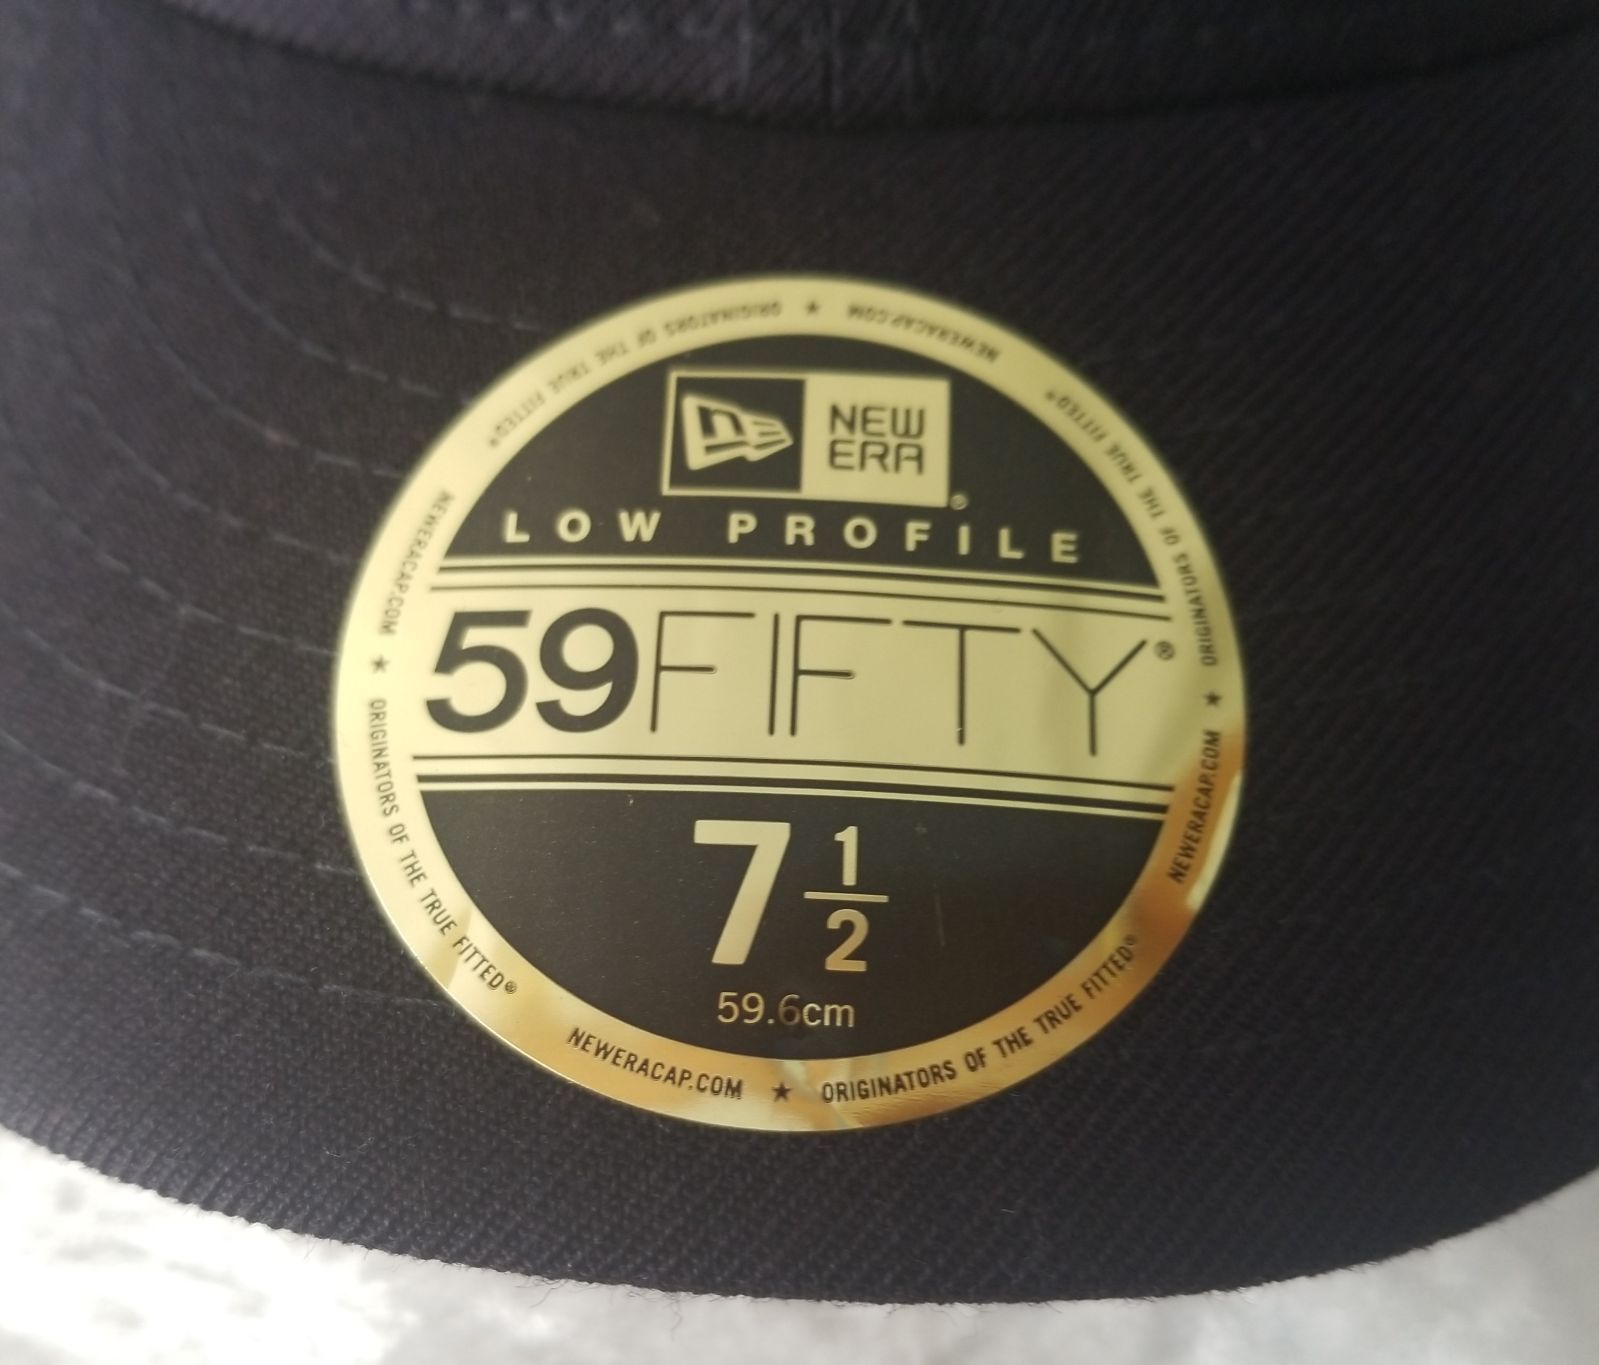 NEW
ERA®
LOW PROFILE
59FIFTY®
7 1/2
59.6cm
NEWERACAP.COM ★ ORIGINATORS OF THE TRUE FITTED®
NEWERACAP.COM ★ ORIGINATORS OF THE TRUE FITTED®
NEWERACAP.COM ★ ORIGINATORS OF THE TRUE FITTED®
NEWERACAP.COM ★ ORIGINATORS OF THE TRUE FITTED®